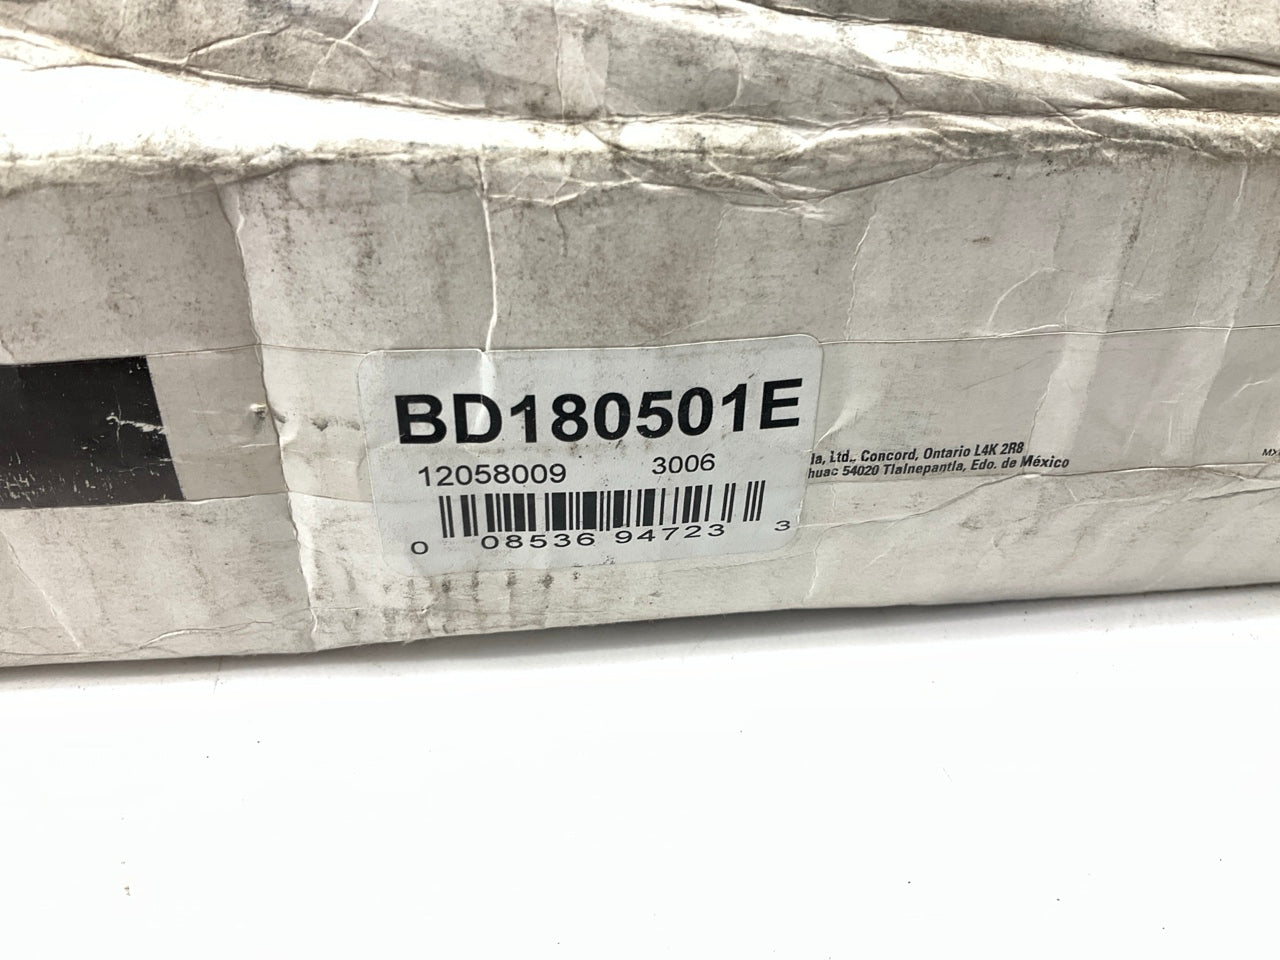 BD180501E
12058009 3006
0 08536 94723 3
la, Ltd., Concord, Ontario L4K 2R8
huac 54020 Tlalnepantla, Edo. de México